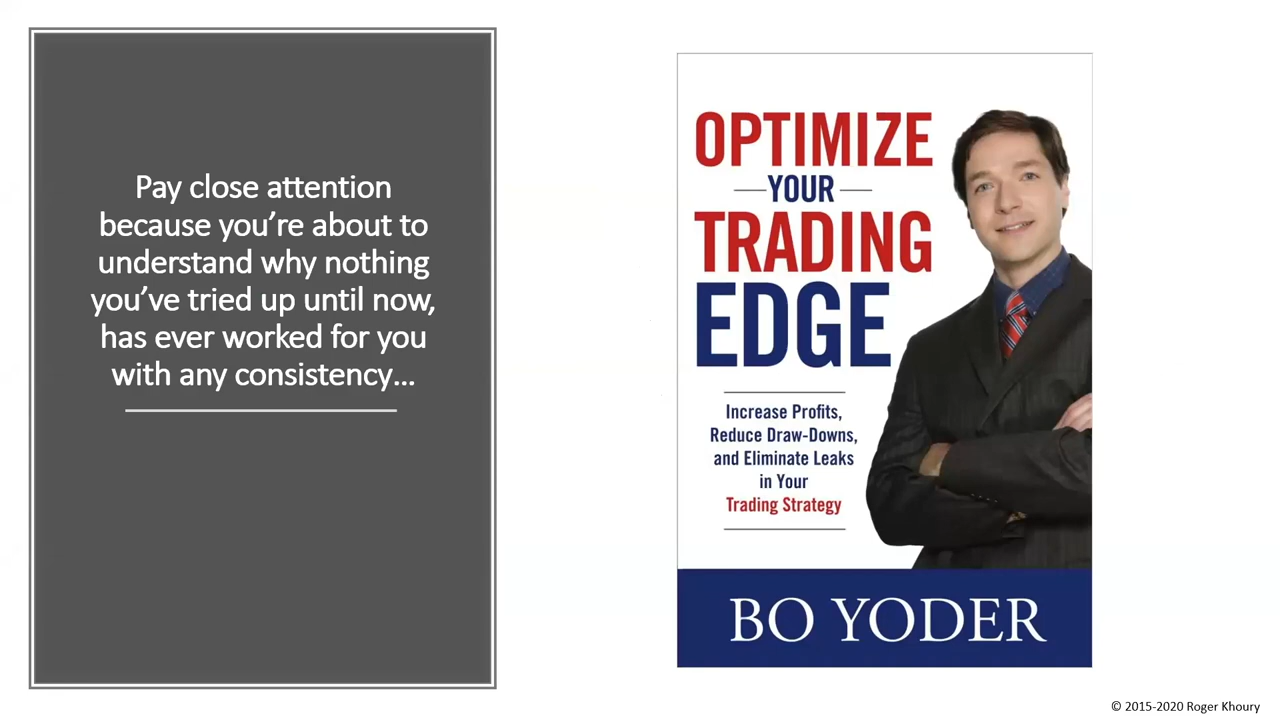 Pay close attention
because you’re about to
understand why nothing
you’ve tried up until now,
has ever worked for you
with any consistency…
OPTIMIZE
YOUR
TRADING
EDGE
Increase Profits,
Reduce Draw-Downs,
and Eliminate Leaks
in Your
Trading Strategy
BO YODER
© 2015-2020 Roger Khoury